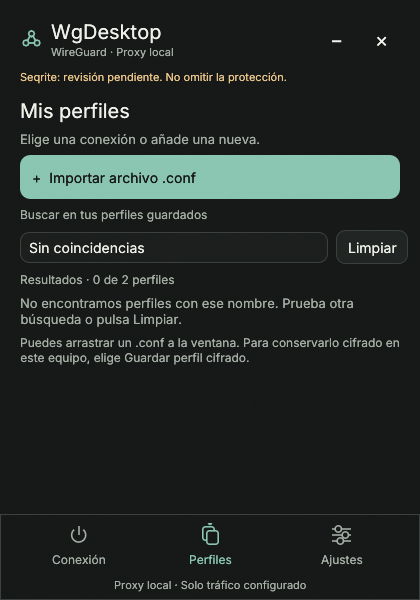 WgDesktop
WireGuard · Proxy local
Seqrite: revisión pendiente. No omitir la protección.
Mis perfiles
Elige una conexión o añade una nueva.
+ Importar archivo .conf
Buscar en tus perfiles guardados
Sin coincidencias
Limpiar
Resultados · 0 de 2 perfiles
No encontramos perfiles con ese nombre. Prueba otra
búsqueda o pulsa Limpiar.
Puedes arrastrar un .conf a la ventana. Para conservarlo cifrado en
este equipo, elige Guardar perfil cifrado.
Conexión
Perfiles
Ajustes
Proxy local · Solo tráfico configurado